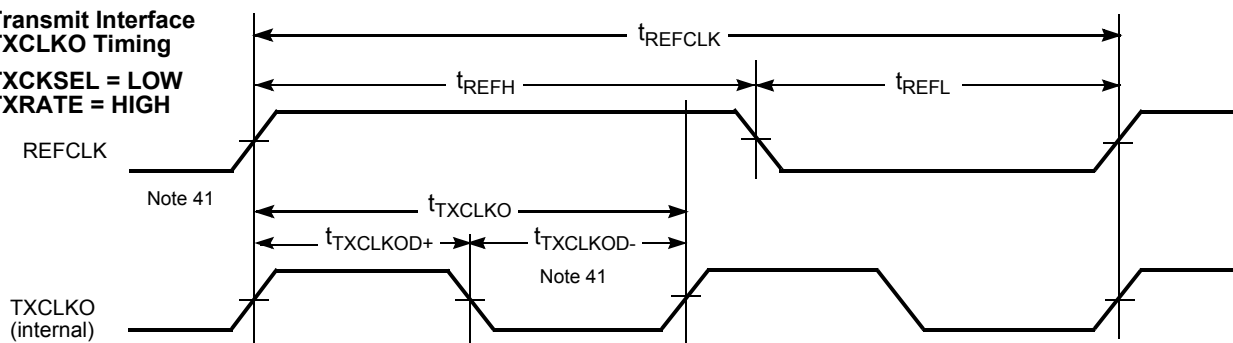 Transmit Interface
TXCLKO Timing
TXCKSEL = LOW
TXRATE = HIGH
tREFCLK
tREFH
tREFL
REFCLK
Note 41
tTXCLKO
tTXCLKOD+
tTXCLKOD-
Note 41
TXCLKO
(internal)